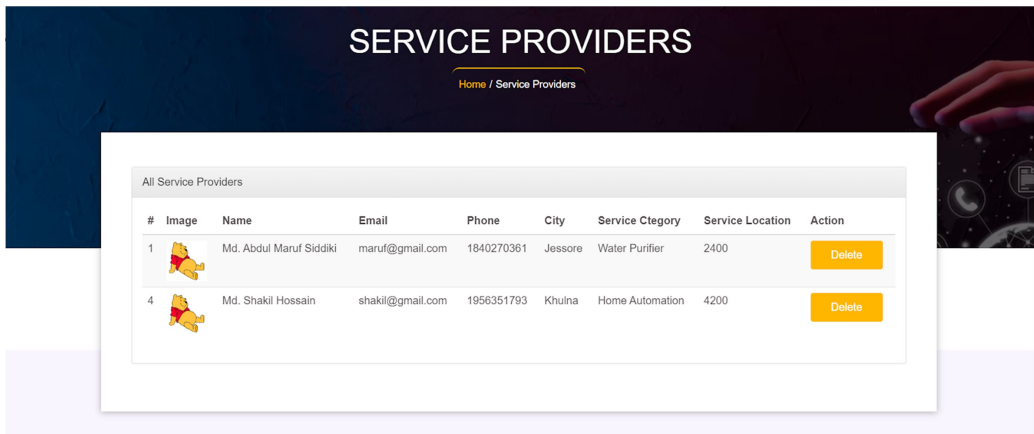 SERVICE PROVIDERS
Home / Service Providers
All Service Providers
# Image Name Email Phone City Service Ctegory Service Location Action
1 Md. Abdul Maruf Siddiki maruf@gmail.com 1840270361 Jessore Water Purifier 2400 Delete
4 Md. Shakil Hossain shakil@gmail.com 1956351793 Khulna Home Automation 4200 Delete